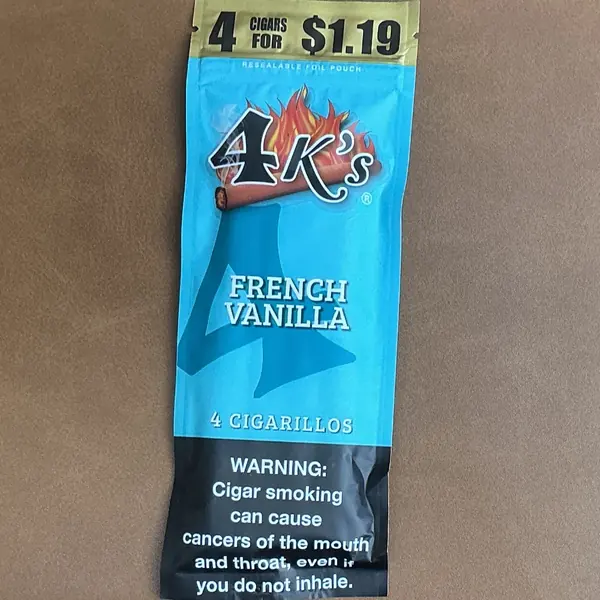 4 CIGARS FOR $1.19
RESEALABLE FOIL POUCH
4K's®
FRENCH
VANILLA
4 CIGARILLOS
WARNING:
Cigar smoking
can cause
cancers of the mouth
and throat, even if
you do not inhale.